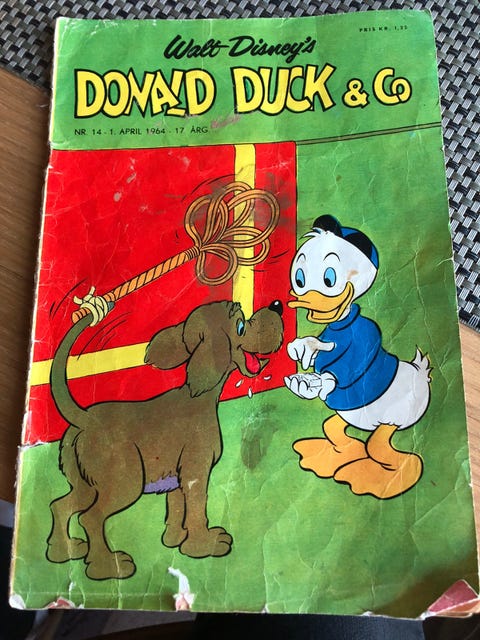 PRIS KR. 1,25
Walt Disney's
DONALD DUCK & Co
NR. 14 - 1. APRIL 1964 - 17. ÅRG.